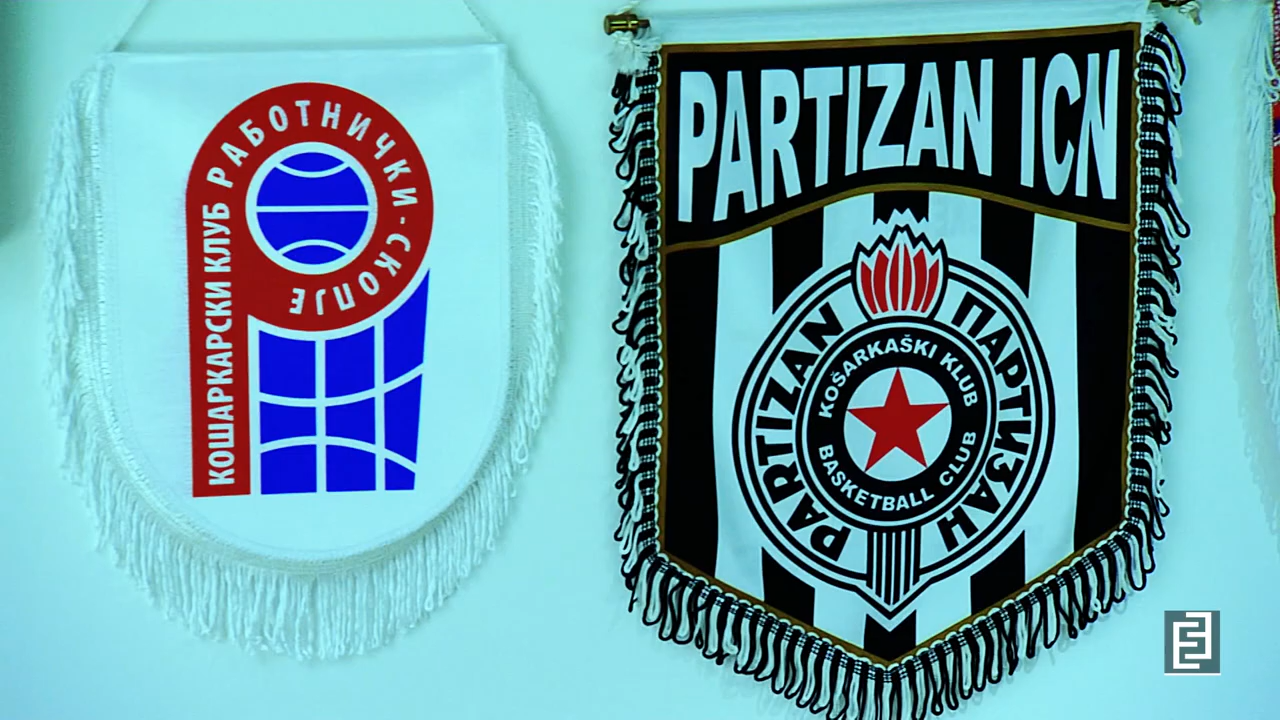 КОШАРКАРСКИ КЛУБ РАБОТНИЧКИ - СКОПЈЕ
PARTIZAN ICN
PARTIZAN
ПАРТИЗАН
KOŠARKAŠKI KLUB
BASKETBALL CLUB